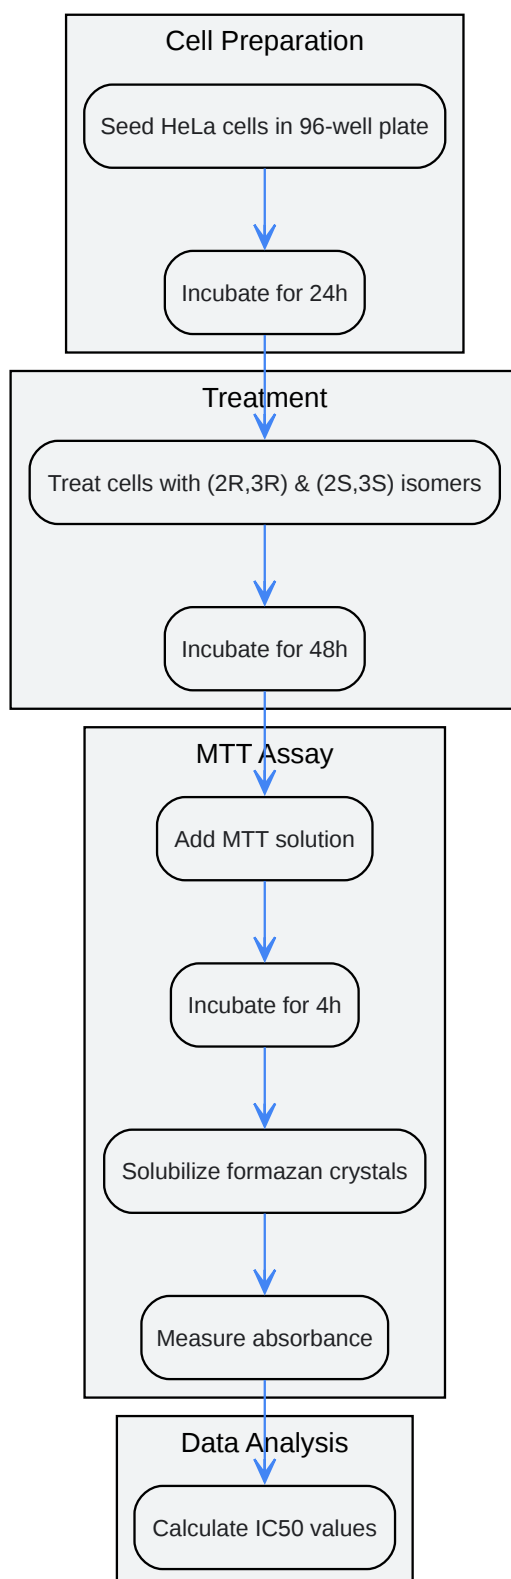 Cell Preparation
Seed HeLa cells in 96-well plate
Incubate for 24h
Treatment
Treat cells with (2R,3R) & (2S,3S) isomers
Incubate for 48h
MTT Assay
Add MTT solution
Incubate for 4h
Solubilize formazan crystals
Measure absorbance
Data Analysis
Calculate IC50 values